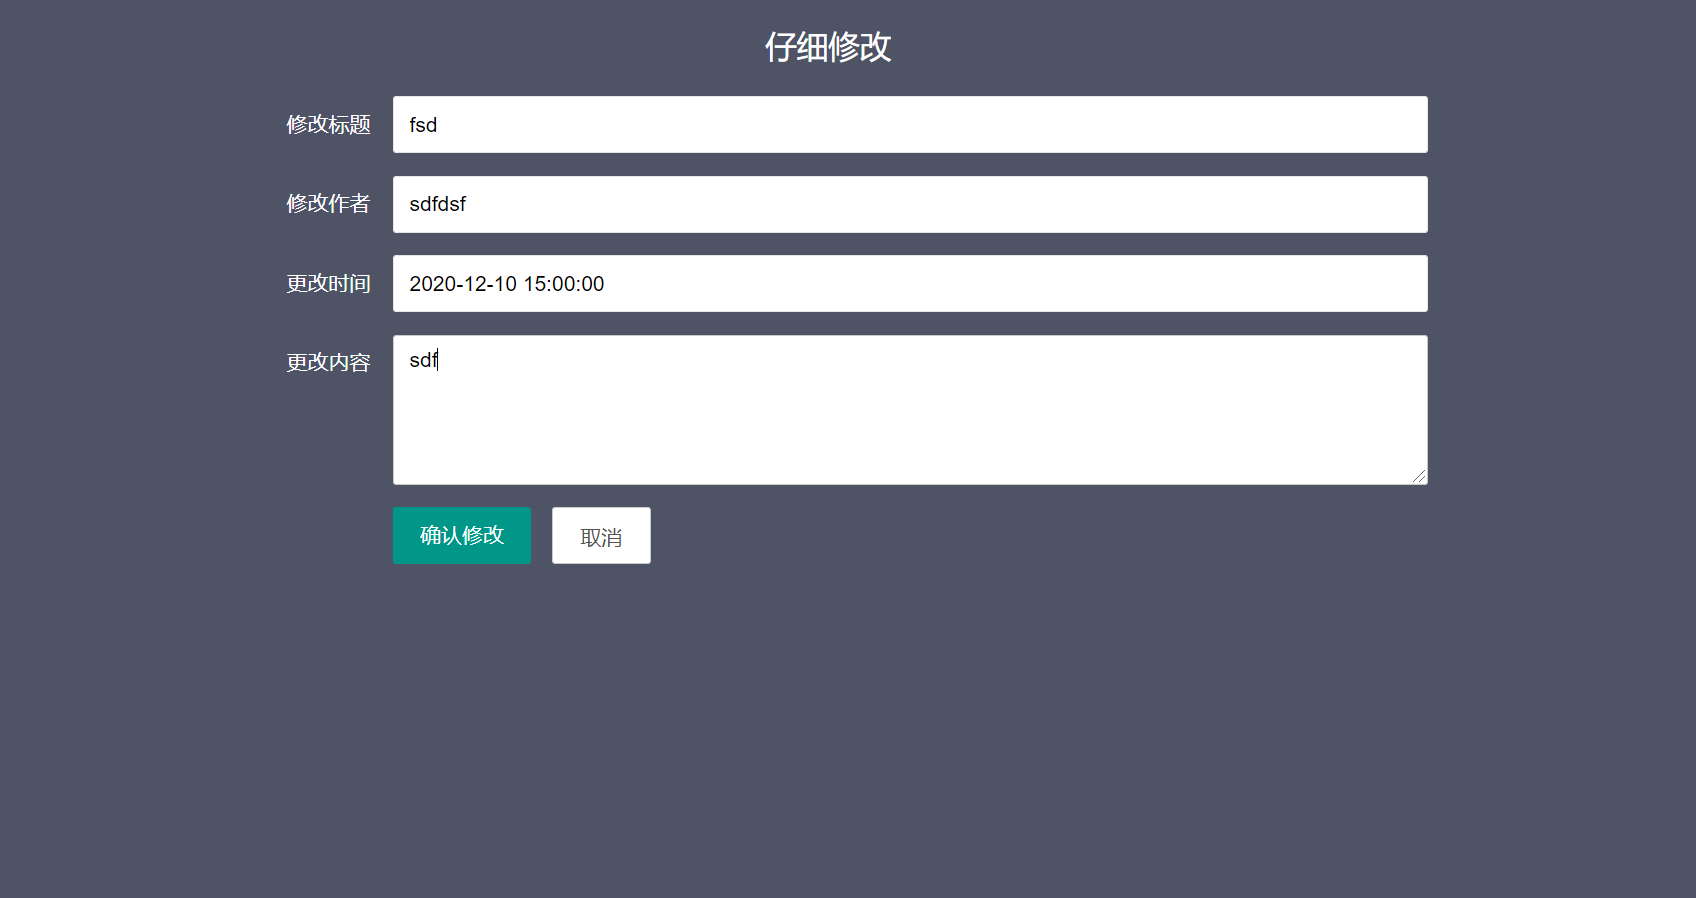 仔细修改
修改标题 fsd
修改作者 sdfdsf
更改时间 2020-12-10 15:00:00
更改内容 sdf
确认修改 取消